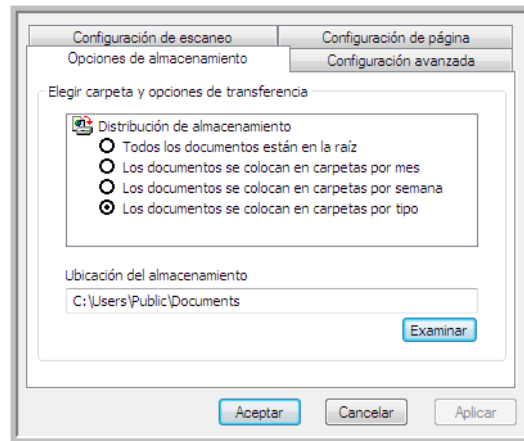 Configuración de escaneo
Configuración de página
Opciones de almacenamiento
Configuración avanzada
Elegir carpeta y opciones de transferencia
Distribución de almacenamiento
Todos los documentos están en la raíz
Los documentos se colocan en carpetas por mes
Los documentos se colocan en carpetas por semana
Los documentos se colocan en carpetas por tipo
Ubicación del almacenamiento
C:\Users\Public\Documents
Examinar
Aceptar
Cancelar
Aplicar